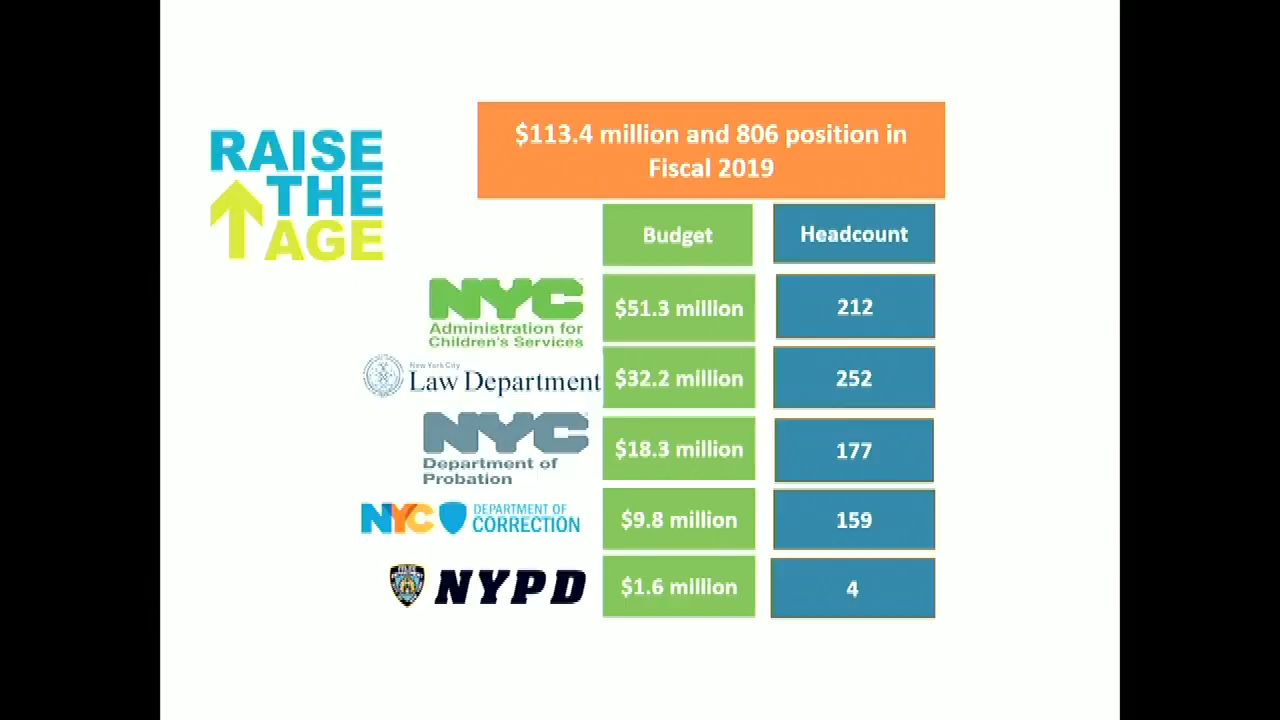 RAISE
THE
AGE
$113.4 million and 806 position in
Fiscal 2019
Budget Headcount
NYC
Administration for
Children's Services
$51.3 million 212
New York City
Law Department
$32.2 million 252
NYC
Department of
Probation
$18.3 million 177
NYC DEPARTMENT OF
CORRECTION
$9.8 million 159
NYPD $1.6 million 4